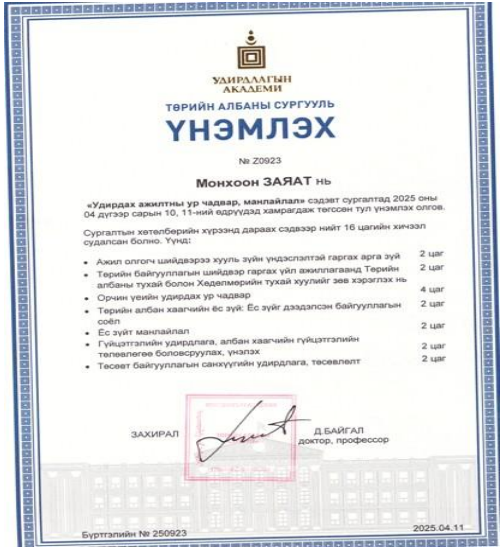 УДИРДЛАГЫН
АКАДЕМИ
ТӨРИЙН АЛБАНЫ СУРГУУЛЬ
ҮНЭМЛЭХ
№ Z0923
Монхоон ЗАЯАТ НЬ
«Удирдах ажилтны ур чадвар, манлайлал» сэдэвт сургалтад 2025 оны
04 дүгээр сарын 10, 11-ний өдрүүдэд хамрагдаж төгссөн тул үнэмлэх олгов.
Сургалтын хөтөлбөрийн хүрээнд дараах сэдвээр нийт 16 цагийн хичээл
судалсан болно. Үүнд:
• Ажил олгогч шийдвэрээ хууль зүйн үндэслэлтэй гаргах арга зүй 2 цаг
• Төрийн байгууллагын шийдвэр гаргах үйл ажиллагаанд Төрийн 2 цаг
албаны тухай болон Хөдөлмөрийн тухай хуулийг зөв хэрэглэх нь
• Орчин үеийн удирдах ур чадвар 4 цаг
• Төрийн албан хаагчийн ёс зүй: Ёс зүйг дээдэлсэн байгууллагын 2 цаг
соёл
• Ёс зүйт манлайлал 2 цаг
• Гүйцэтгэлийн удирдлага, албан хаагчийн гүйцэтгэлийн
төлөвлөгөө боловсруулах, үнэлэх 2 цаг
• Төсөвт байгууллагын санхүүгийн удирдлага, төсөвлөлт 2 цаг
ЗАХИРАЛ Д.БАЙГАЛ
доктор, профессор
Бүртгэлийн № 250923 2025.04.11